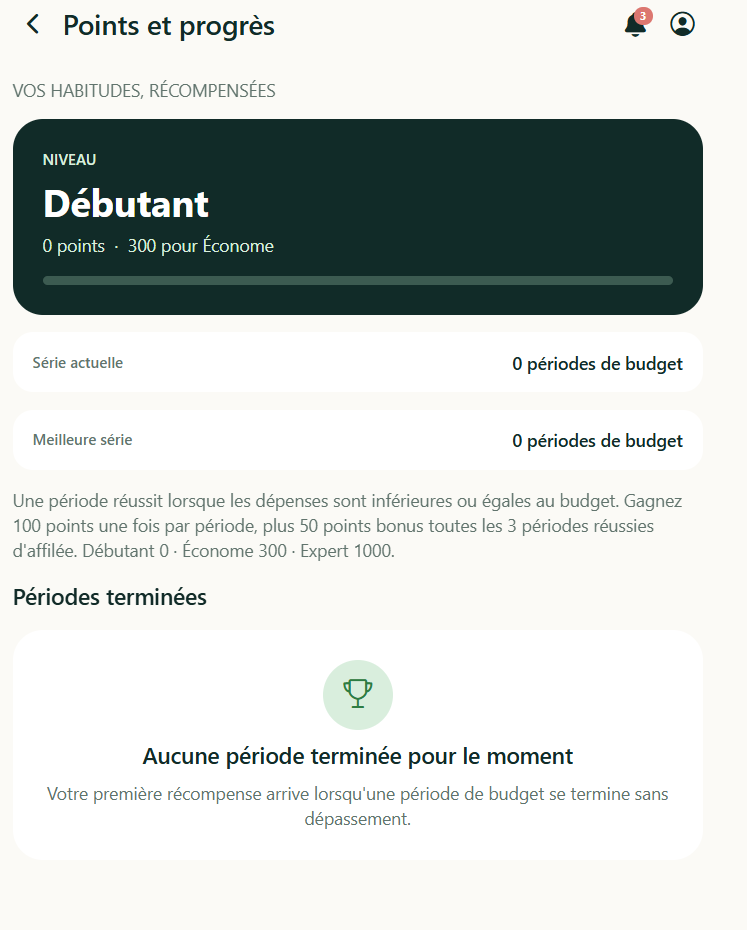 Points et progrès
3
VOS HABITUDES, RÉCOMPENSÉES
NIVEAU
Débutant
0 points · 300 pour Économe
Série actuelle
0 périodes de budget
Meilleure série
0 périodes de budget
Une période réussit lorsque les dépenses sont inférieures ou égales au budget. Gagnez
100 points une fois par période, plus 50 points bonus toutes les 3 périodes réussies
d'affilée. Débutant 0 · Économe 300 · Expert 1000.
Périodes terminées
Aucune période terminée pour le moment
Votre première récompense arrive lorsqu'une période de budget se termine sans
dépassement.